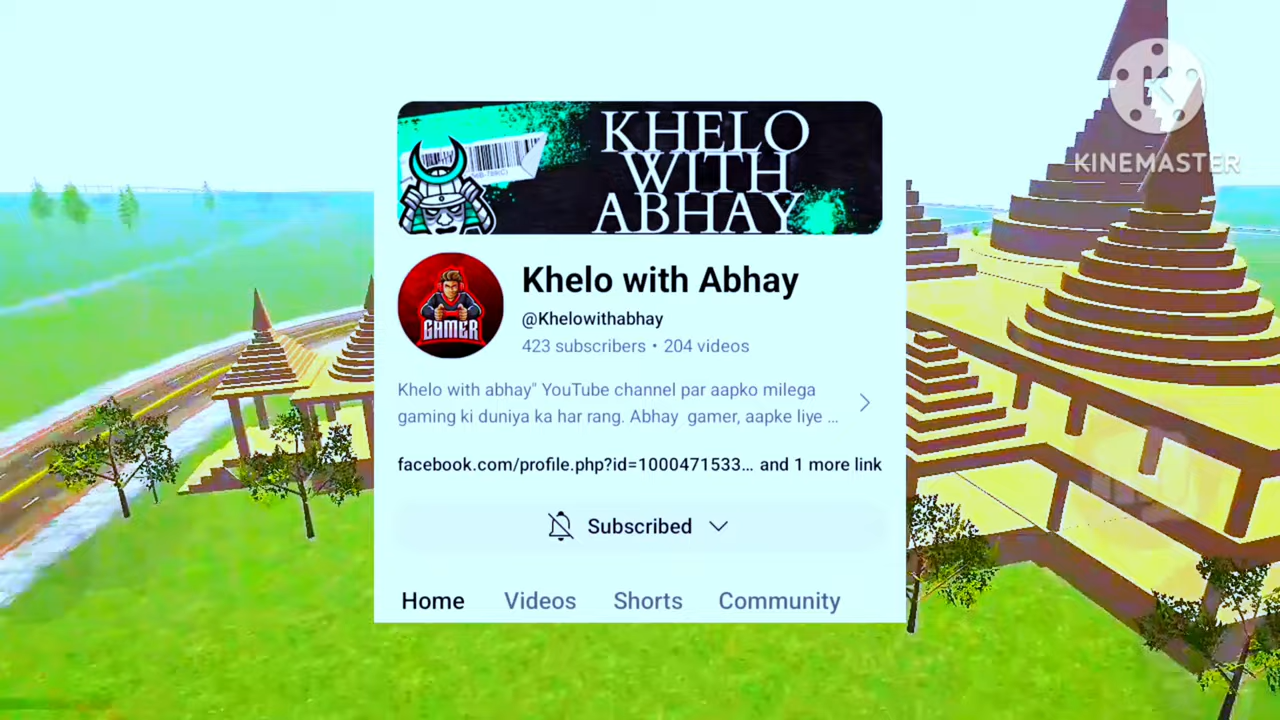 KHELO
WITH
ABHAY
KINEMASTER
GAMER
Khelo with Abhay
@Khelowithabhay
423 subscribers • 204 videos
Khelo with abhay" YouTube channel par aapko milega
gaming ki duniya ka har rang. Abhay gamer, aapke liye ...
facebook.com/profile.php?id=1000471533... and 1 more link
Subscribed
Home Videos Shorts Community